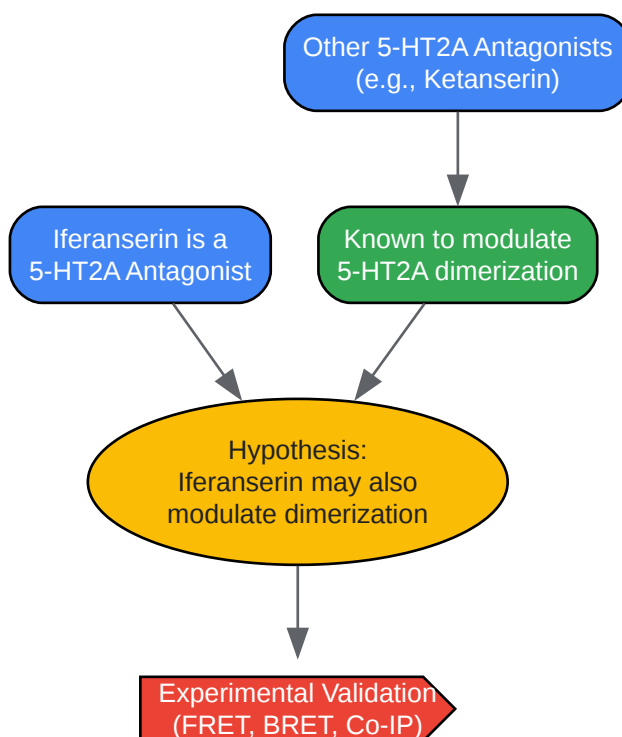 Other 5-HT2A Antagonists
(e.g., Ketanserin)
Iferanserin is a
5-HT2A Antagonist
Known to modulate
5-HT2A dimerization
Hypothesis:
Iferanserin may also
modulate dimerization
Experimental Validation
(FRET, BRET, Co-IP)